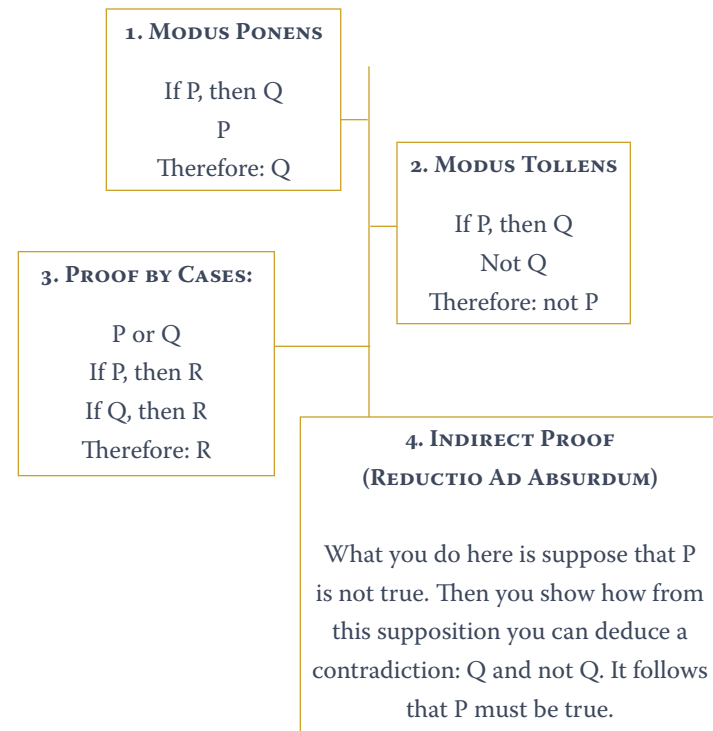 1. Modus Ponens
If P, then Q
P
Therefore: Q
2. Modus Tollens
If P, then Q
Not Q
Therefore: not P
3. Proof by Cases:
P or Q
If P, then R
If Q, then R
Therefore: R
4. Indirect Proof
(Reductio Ad Absurdum)
What you do here is suppose that P
is not true. Then you show how from
this supposition you can deduce a
contradiction: Q and not Q. It follows
that P must be true.